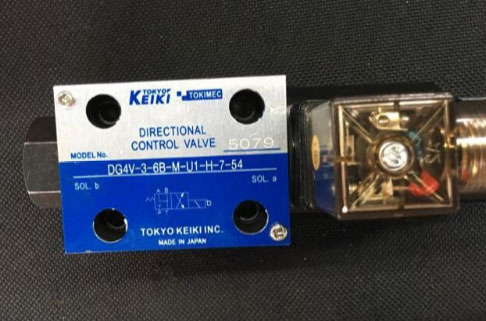 TOKYO KEIKI TOKIMEC
DIRECTIONAL
CONTROL VALVE 5079
MODEL No. DG4V-3-6B-M-U1-H-7-54
SOL. b SOL. a
TOKYO KEIKI INC.
MADE IN JAPAN